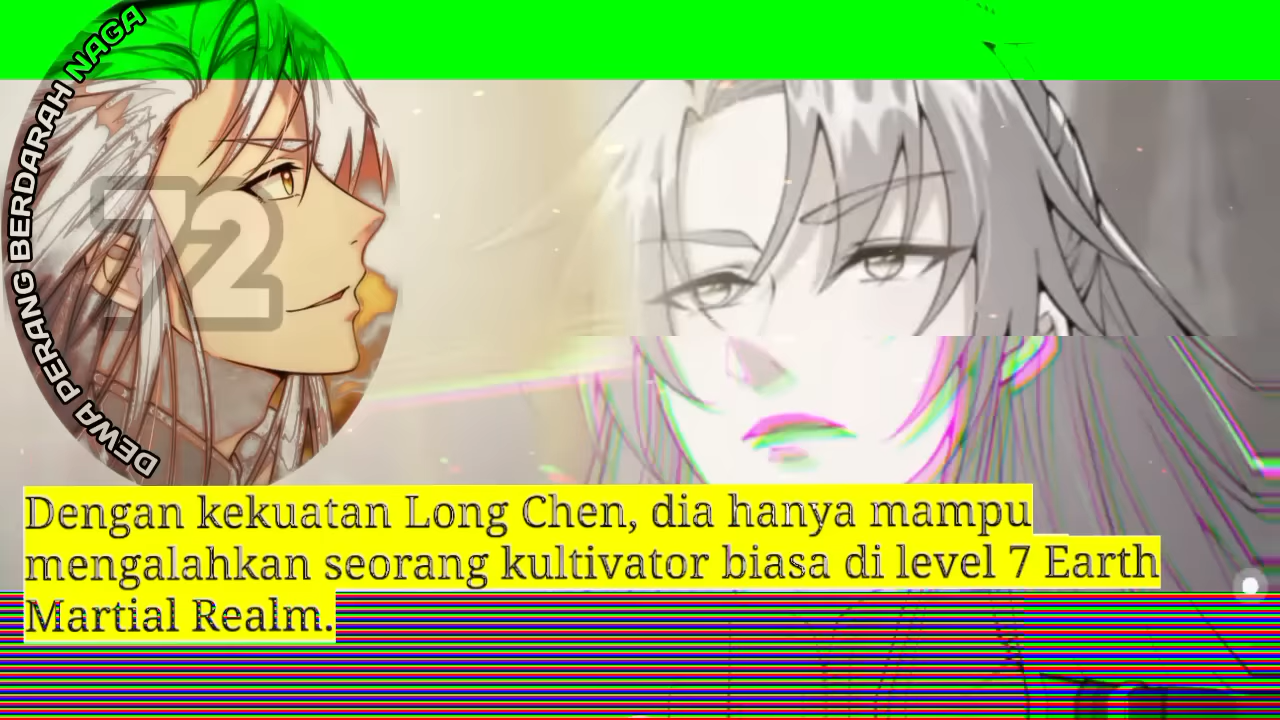 DEWA PERANG BERDARAH NAGA
72
Dengan kekuatan Long Chen, dia hanya mampu
mengalahkan seorang kultivator biasa di level 7 Earth
Martial Realm.